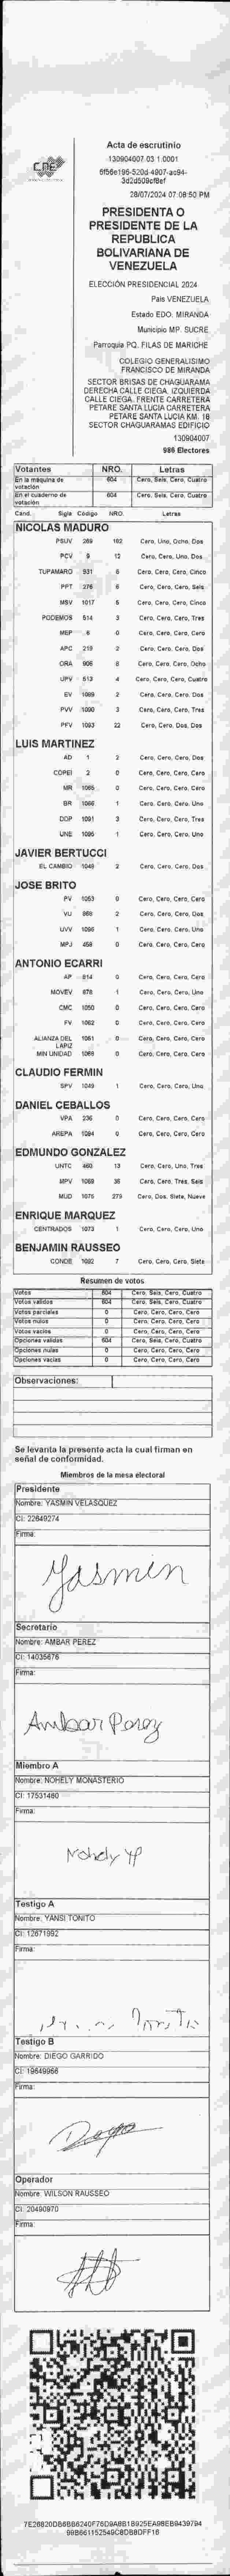 CNE
Acta de escrutinio
130904007.03.1.0001
28/07/2024 07:08:50 PM
PRESIDENTA O
PRESIDENTE DE LA
REPUBLICA
BOLIVARIANA DE
VENEZUELA
ELECCIÓN PRESIDENCIAL 2024
Pais VENEZUELA
Estado EDO. MIRANDA
Municipio MP. SUCRE
Parroquia PQ. FILAS DE MARICHE
COLEGIO GENERALISIMO
FRANCISCO DE MIRANDA
SECTOR BRISAS DE CHAGUARAMA
DERECHA CALLE CIEGA. IZQUIERDA
CALLE CIEGA. FRENTE CARRETERA
PETARE SANTA LUCIA CARRETERA
PETARE SANTA LUCIA KM. 18
SECTOR CHAGUARAMAS EDIFICIO
130904007
986 Electores
Votantes NRO. Letras
En la máquina de votación 604 Cero, Seis, Cero, Cuatro
En el cuaderno de votación 604 Cero, Seis, Cero, Cuatro
Cand. Sigla Código NRO. Letras
NICOLAS MADURO
PSUV 269 182 Cero, Uno, Ocho, Dos
PCV 9 12 Cero, Cero, Uno, Dos
TUPAMARO 931 5 Cero, Cero, Cero, Cinco
PPT 276 6 Cero, Cero, Cero, Seis
MSV 1017 5 Cero, Cero, Cero, Cinco
PODEMOS 514 3 Cero, Cero, Cero, Tres
MEP 6 0 Cero, Cero, Cero, Cero
APC 219 2 Cero, Cero, Cero, Dos
ORA 906 8 Cero, Cero, Cero, Ocho
UPV 613 4 Cero, Cero, Cero, Cuatro
EV 1089 2 Cero, Cero, Cero, Dos
PVV 1090 3 Cero, Cero, Cero, Tres
PFV 1093 22 Cero, Cero, Dos, Dos
LUIS MARTINEZ
AD 1 2 Cero, Cero, Cero, Dos
COPEI 2 0 Cero, Cero, Cero, Cero
MR 1065 0 Cero, Cero, Cero, Cero
BR 1066 1 Cero, Cero, Cero, Uno
DDP 1091 3 Cero, Cero, Cero, Tres
UNE 1095 1 Cero, Cero, Cero, Uno
JAVIER BERTUCCI
EL CAMBIO 1048 2 Cero, Cero, Cero, Dos
JOSE BRITO
PV 1053 0 Cero, Cero, Cero, Cero
VU 868 2 Cero, Cero, Cero, Dos
UVV 1096 1 Cero, Cero, Cero, Uno
MPJ 458 0 Cero, Cero, Cero, Cero
ANTONIO ECARRI
AP 914 0 Cero, Cero, Cero, Cero
MOVEV 878 1 Cero, Cero, Cero, Uno
CMC 1050 0 Cero, Cero, Cero, Cero
FV 1062 0 Cero, Cero, Cero, Cero
ALIANZA DEL LAPIZ 1051 0 Cero, Cero, Cero, Cero
MIN UNIDAD 1069 0 Cero, Cero, Cero, Cero
CLAUDIO FERMIN
SPV 1049 1 Cero, Cero, Cero, Uno
DANIEL CEBALLOS
VPA 236 0 Cero, Cero, Cero, Cero
AREPA 1094 0 Cero, Cero, Cero, Cero
EDMUNDO GONZALEZ
UNTC 460 13 Cero, Cero, Uno, Tres
MPV 1069 36 Cero, Cero, Tres, Seis
MUD 1075 279 Cero, Dos, Siete, Nueve
ENRIQUE MARQUEZ
CENTRADOS 1073 1 Cero, Cero, Cero, Uno
BENJAMIN RAUSSEO
CONDE 1092 7 Cero, Cero, Cero, Siete
Resumen de votos
Votos 604 Cero, Seis, Cero, Cuatro
Votos validos 604 Cero, Seis, Cero, Cuatro
Votos parciales 0 Cero, Cero, Cero, Cero
Votos nulos 0 Cero, Cero, Cero, Cero
Votos vacios 0 Cero, Cero, Cero, Cero
Opciones validas 604 Cero, Seis, Cero, Cuatro
Opciones nulas 0 Cero, Cero, Cero, Cero
Opciones vacias 0 Cero, Cero, Cero, Cero
Observaciones:
Se levanta la presente acta la cual firman en
señal de conformidad.
Miembros de la mesa electoral
Presidente
Nombre: YASMIN VELASQUEZ
CI: 22649274
Firma:
Yasmin
Secretario
Nombre: AMBAR PEREZ
CI: 14035676
Firma:
Ambar Perez
Miembro A
Nombre: NOHELY MONASTERIO
CI: 17531480
Firma:
Nohely
Testigo A
Nombre: YANSI TONITO
CI: 12671992
Firma:
Testigo B
Nombre: DIEGO GARRIDO
CI: 19649966
Firma:
Diego
Operador
Nombre: WILSON RAUSSEO
CI: 20490970
Firma: